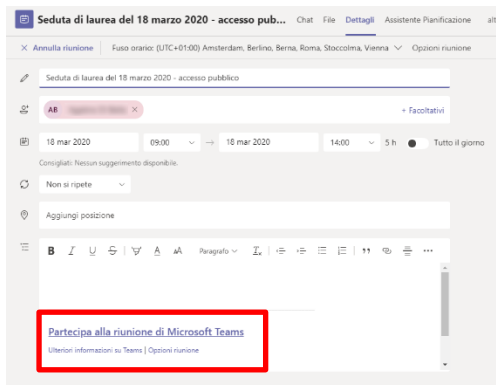 Seduta di laurea del 18 marzo 2020 - accesso pub... Chat File Dettagli Assistente Pianificazione
Annulla riunione Fuso orario: (UTC+01:00) Amsterdam, Berlino, Berna, Roma, Stoccolma, Vienna Opzioni riunione
Seduta di laurea del 18 marzo 2020 - accesso pubblico
AB + Facoltativi
18 mar 2020 09:00 → 18 mar 2020 14:00 5 h Tutto il giorno
Consigliati: Nessun suggerimento disponibile.
Non si ripete
Aggiungi posizione
B I U S A AA Paragrafo
Partecipa alla riunione di Microsoft Teams
Ulteriori informazioni su Teams | Opzioni riunione